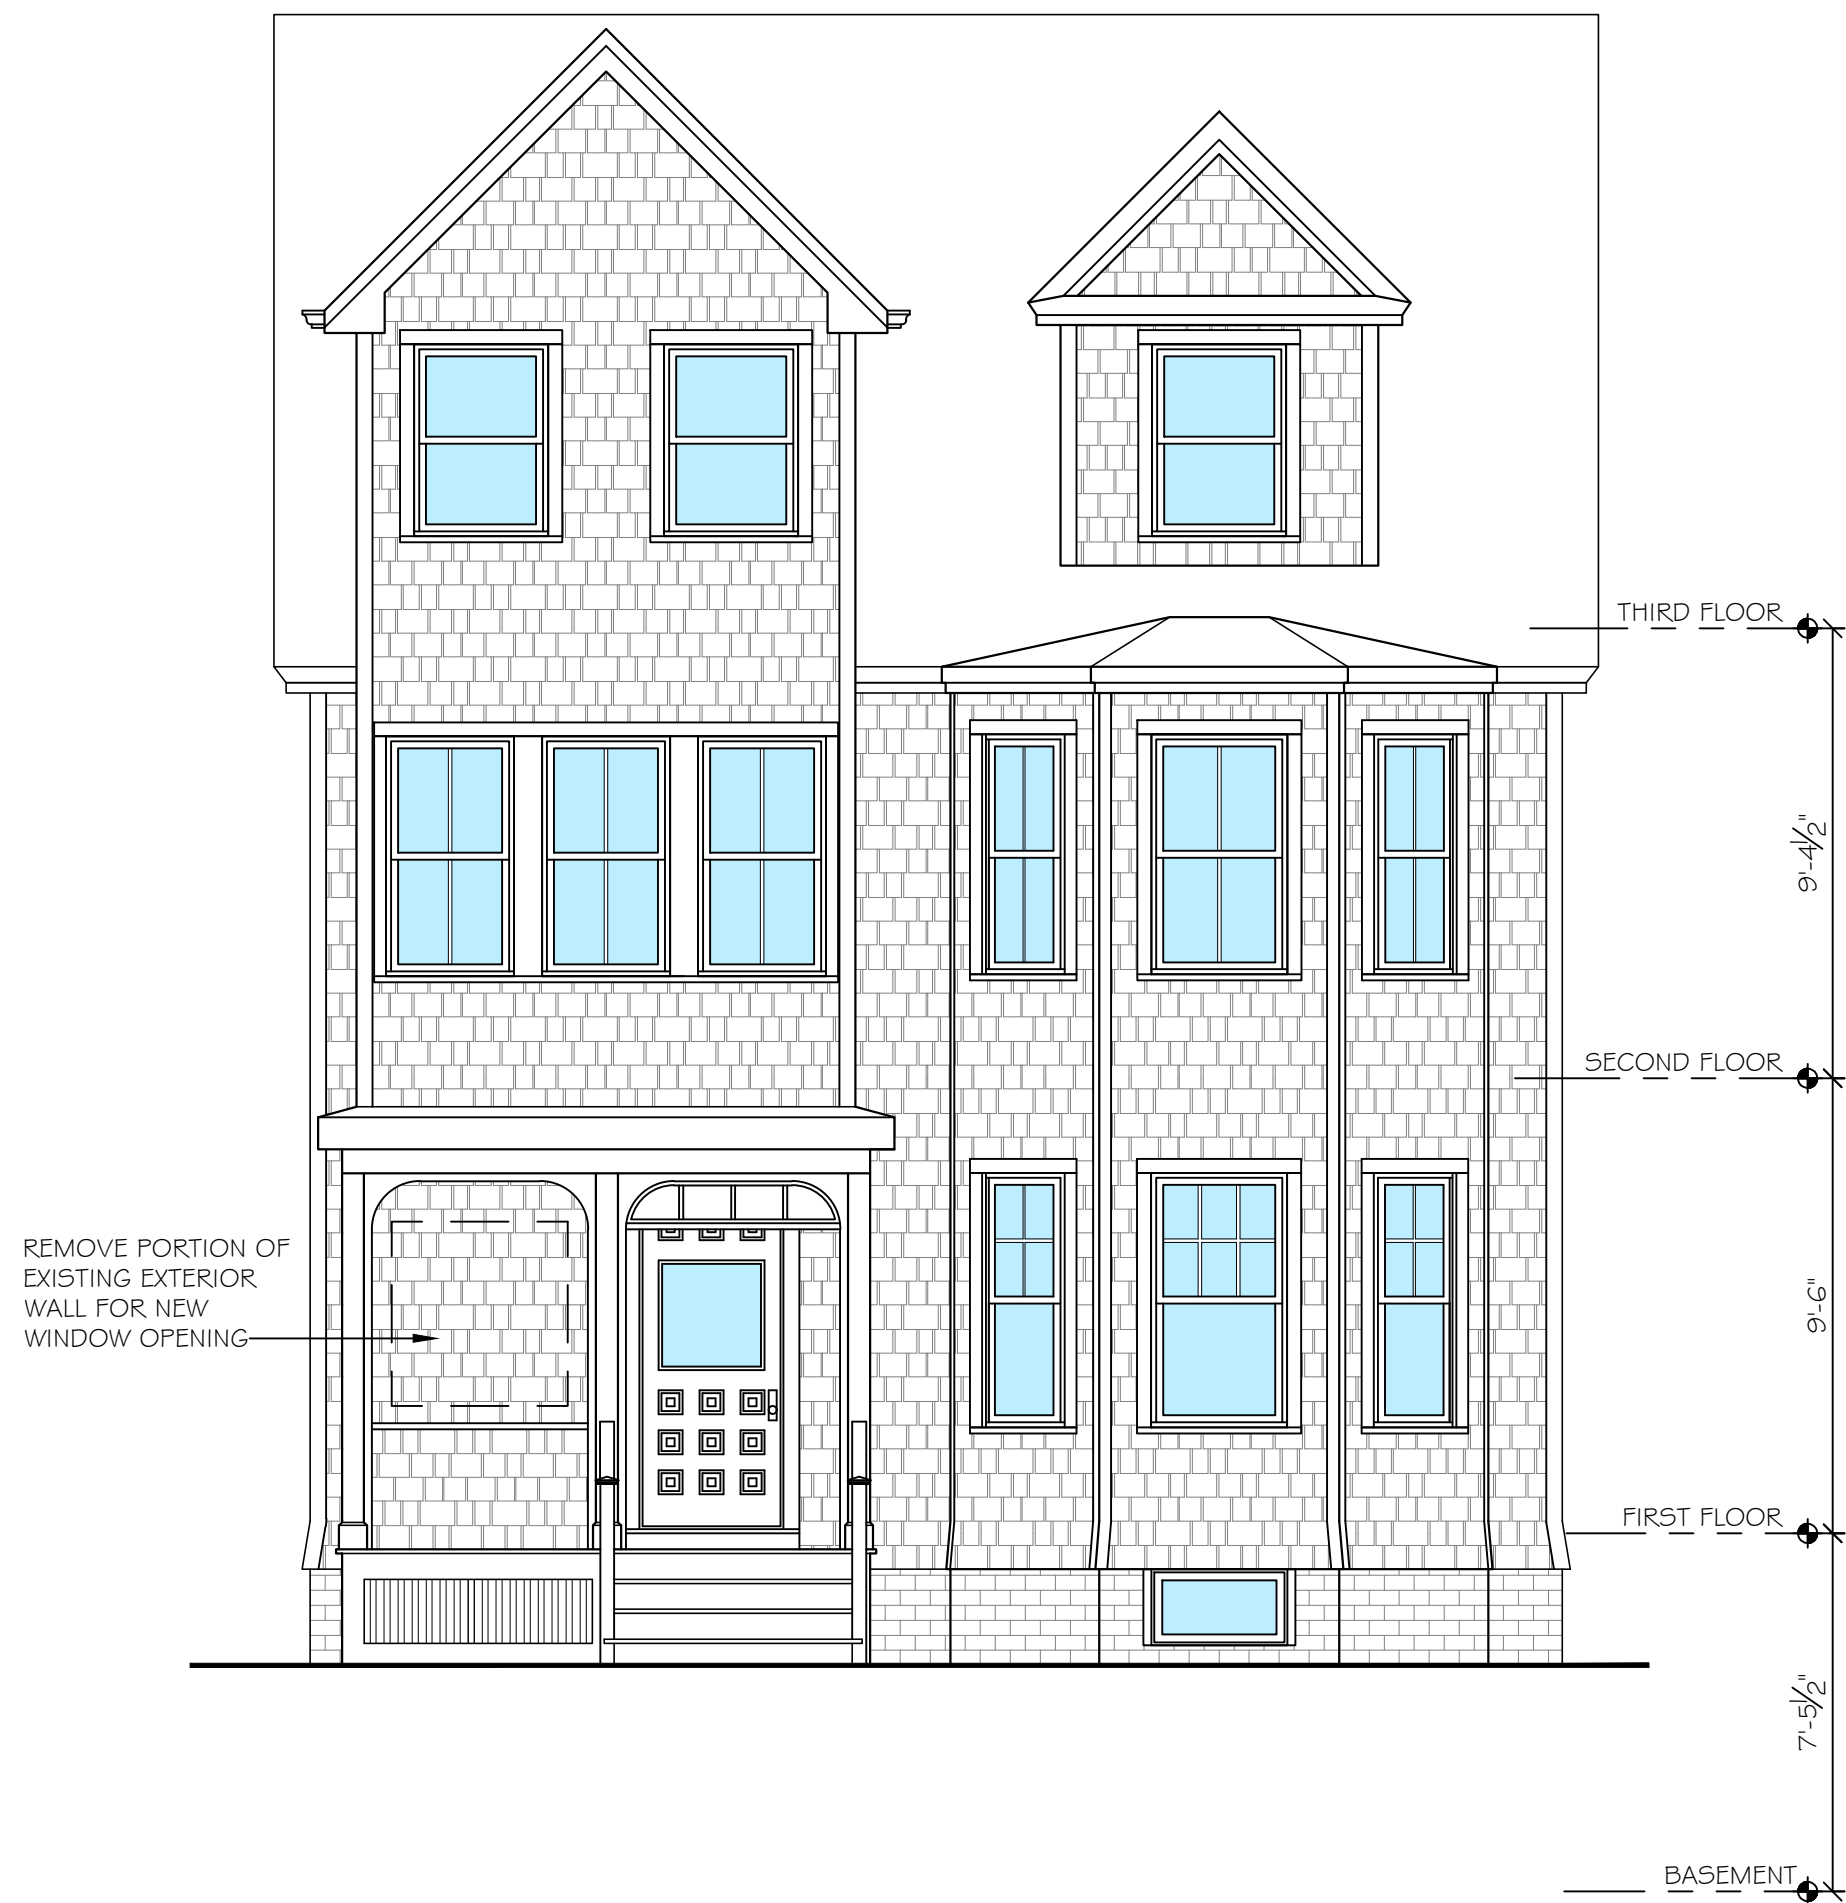 THIRD FLOOR
9'-4½"
SECOND FLOOR
REMOVE PORTION OF
EXISTING EXTERIOR
WALL FOR NEW
WINDOW OPENING
9'-6"
FIRST FLOOR
7'-5½"
BASEMENT